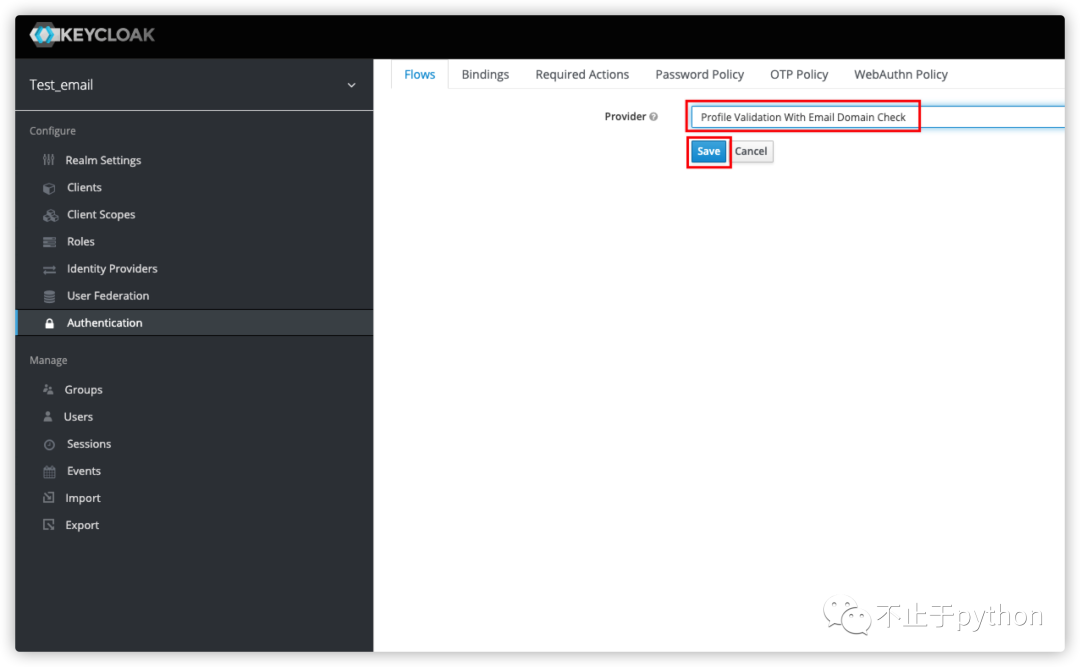 KEYCLOAK
Test_email
Configure
Realm Settings
Clients
Client Scopes
Roles
Identity Providers
User Federation
Authentication
Manage
Groups
Users
Sessions
Events
Import
Export
Flows Bindings Required Actions Password Policy OTP Policy WebAuthn Policy
Provider Profile Validation With Email Domain Check
Save Cancel
不止于python